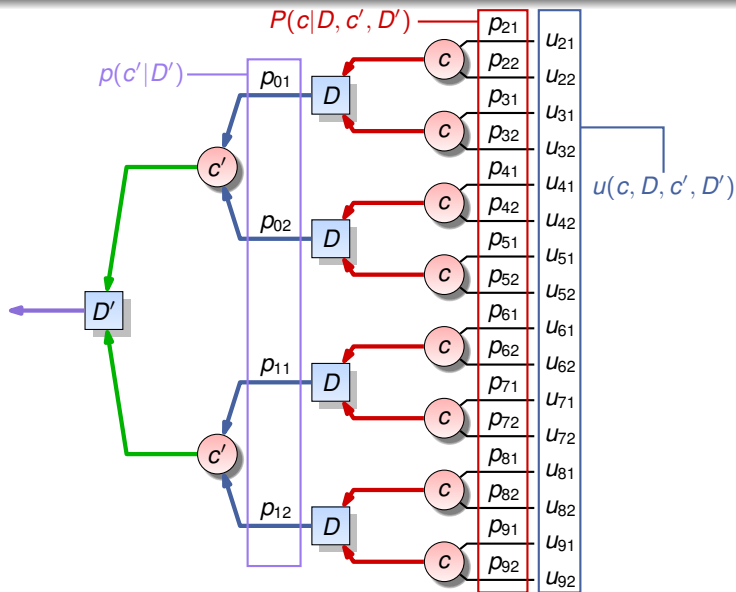 P(c|D, c′, D′)
p(c′|D′)
p₀₁
p₀₂
p₁₁
p₁₂
D′
c′
c′
D
D
D
D
c
c
c
c
c
c
c
c
p₂₁
p₂₂
p₃₁
p₃₂
p₄₁
p₄₂
p₅₁
p₅₂
p₆₁
p₆₂
p₇₁
p₇₂
p₈₁
p₈₂
p₉₁
p₉₂
u₂₁
u₂₂
u₃₁
u₃₂
u₄₁
u₄₂
u₅₁
u₅₂
u₆₁
u₆₂
u₇₁
u₇₂
u₈₁
u₈₂
u₉₁
u₉₂
u(c, D, c′, D′)